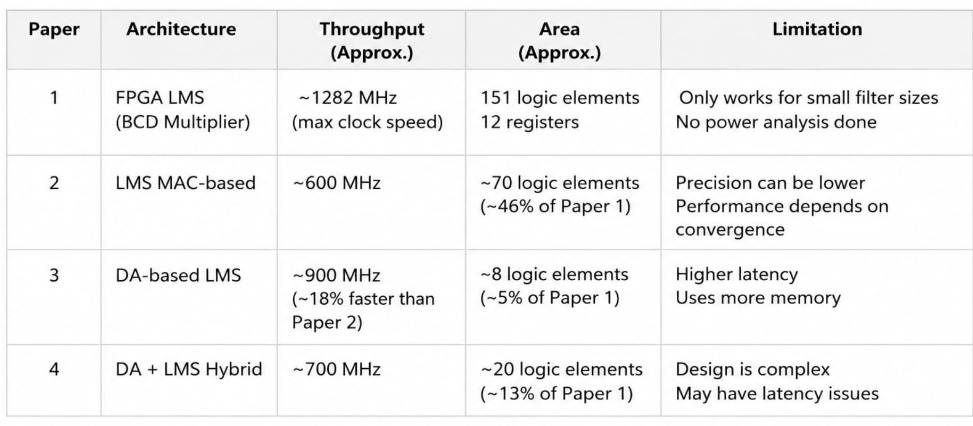 Paper Architecture Throughput (Approx.) Area (Approx.) Limitation
1 FPGA LMS (BCD Multiplier) ~1282 MHz (max clock speed) 151 logic elements 12 registers Only works for small filter sizes No power analysis done
2 LMS MAC-based ~600 MHz ~70 logic elements (~46% of Paper 1) Precision can be lower Performance depends on convergence
3 DA-based LMS ~900 MHz (~18% faster than Paper 2) ~8 logic elements (~5% of Paper 1) Higher latency Uses more memory
4 DA + LMS Hybrid ~700 MHz ~20 logic elements (~13% of Paper 1) Design is complex May have latency issues